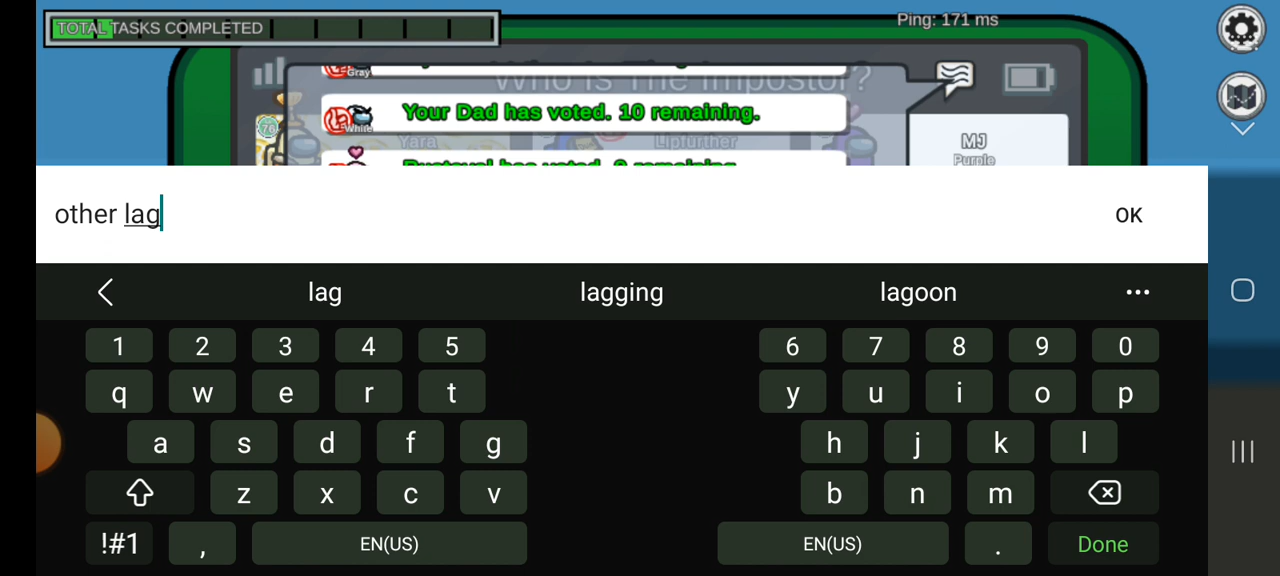 TOTAL TASKS COMPLETED
Ping: 171 ms
Who Is The Impostor?
Gray
Your Dad has voted. 10 remaining.
White
Yara
Lipfurther
MJ
Purple
other lag
OK
lag lagging lagoon
1 2 3 4 5 6 7 8 9 0
q w e r t y u i o p
a s d f g h j k l
z x c v b n m
!#1 , EN(US) EN(US) . Done